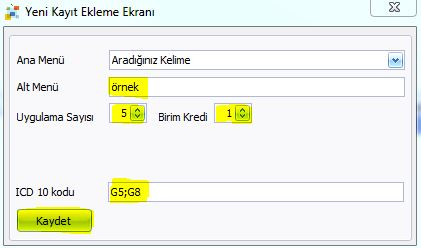 Yeni Kayıt Ekleme Ekranı
Ana Menü Aradığınız Kelime
Alt Menü örnek
Uygulama Sayısı 5 Birim Kredi 1
ICD 10 kodu G5;G8
Kaydet